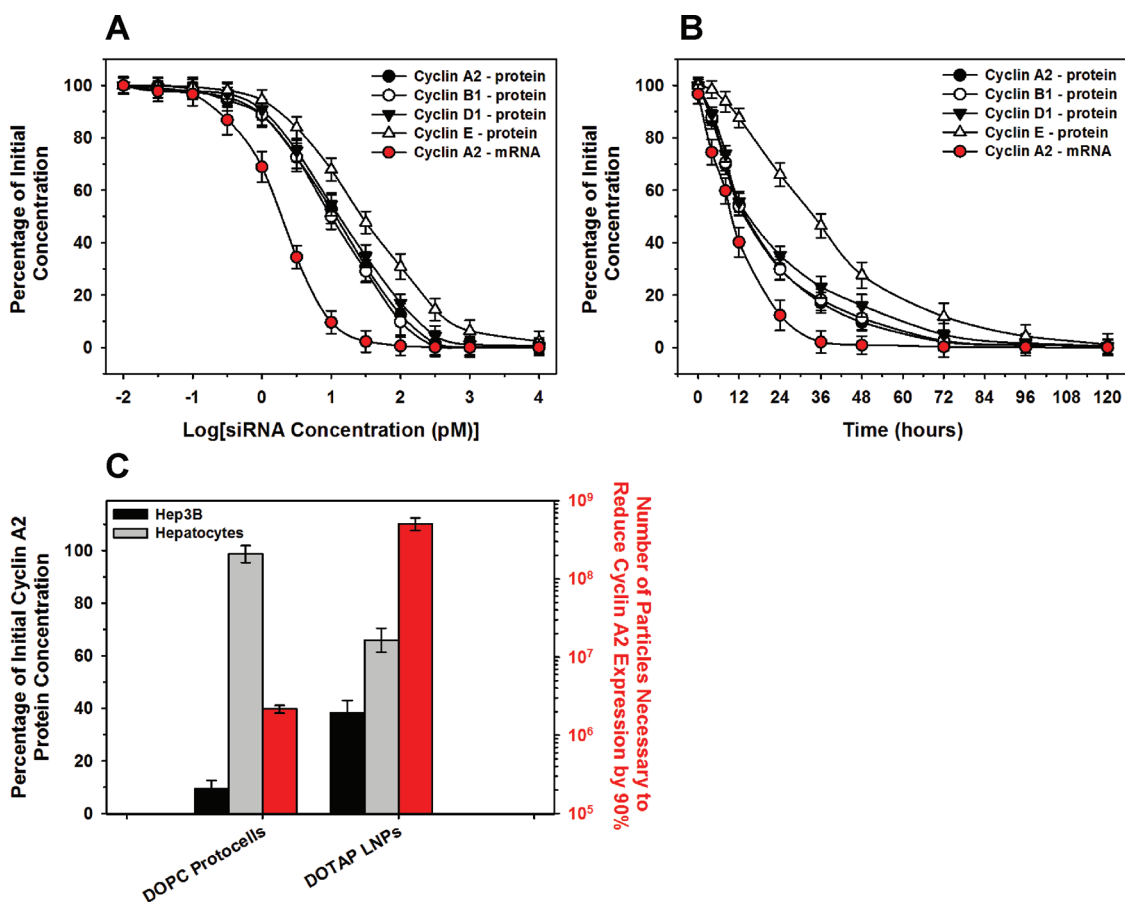 A
Percentage of Initial
Concentration
100
80
60
40
20
0
Cyclin A2 - protein
Cyclin B1 - protein
Cyclin D1 - protein
Cyclin E - protein
Cyclin A2 - mRNA
-2
-1
0
1
2
3
4
Log[siRNA Concentration (pM)]
B
Percentage of Initial
Concentration
100
80
60
40
20
0
Cyclin A2 - protein
Cyclin B1 - protein
Cyclin D1 - protein
Cyclin E - protein
Cyclin A2 - mRNA
0
12
24
36
48
60
72
84
96
108
120
Time (hours)
C
Percentage of Initial Cyclin A2
Protein Concentration
100
80
60
40
20
0
Hep3B
Hepatocytes
DOPC Protocells
DOTAP LNPs
10⁹
10⁸
10⁷
10⁶
10⁵
Number of Particles Necessary to
Reduce Cyclin A2 Expression by 90%